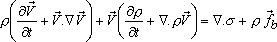 ρ(∂V⃗/∂t + V⃗.∇V⃗) + V⃗(∂ρ/∂t + ∇.ρV⃗) = ∇.σ + ρ f⃗_b